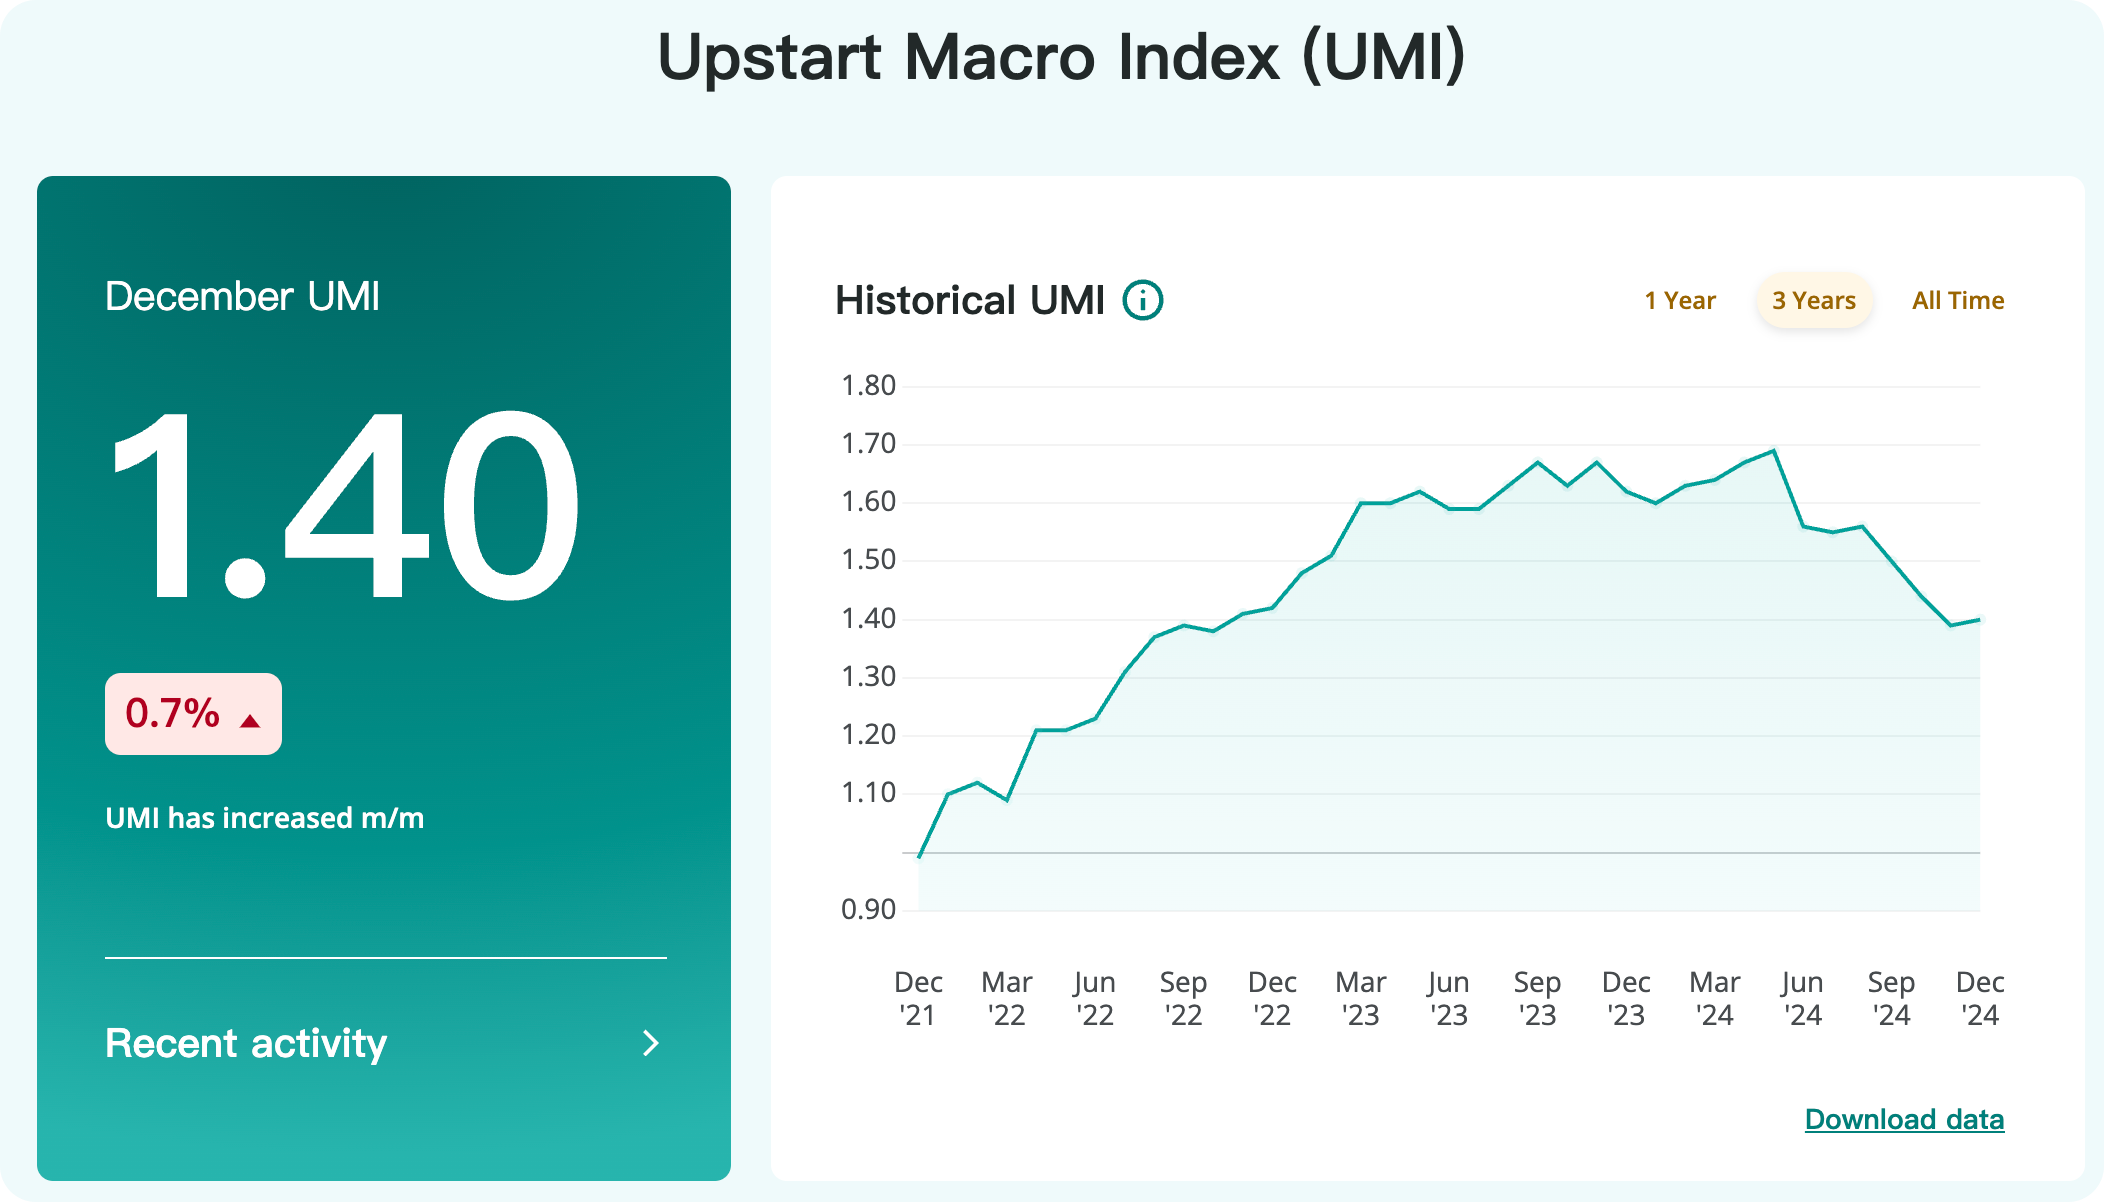 Upstart Macro Index (UMI)
December UMI
1.40
0.7%
UMI has increased m/m
Recent activity
Historical UMI
1 Year
3 Years
All Time
1.80
1.70
1.60
1.50
1.40
1.30
1.20
1.10
0.90
Dec '21
Mar '22
Jun '22
Sep '22
Dec '22
Mar '23
Jun '23
Sep '23
Dec '23
Mar '24
Jun '24
Sep '24
Dec '24
Download data